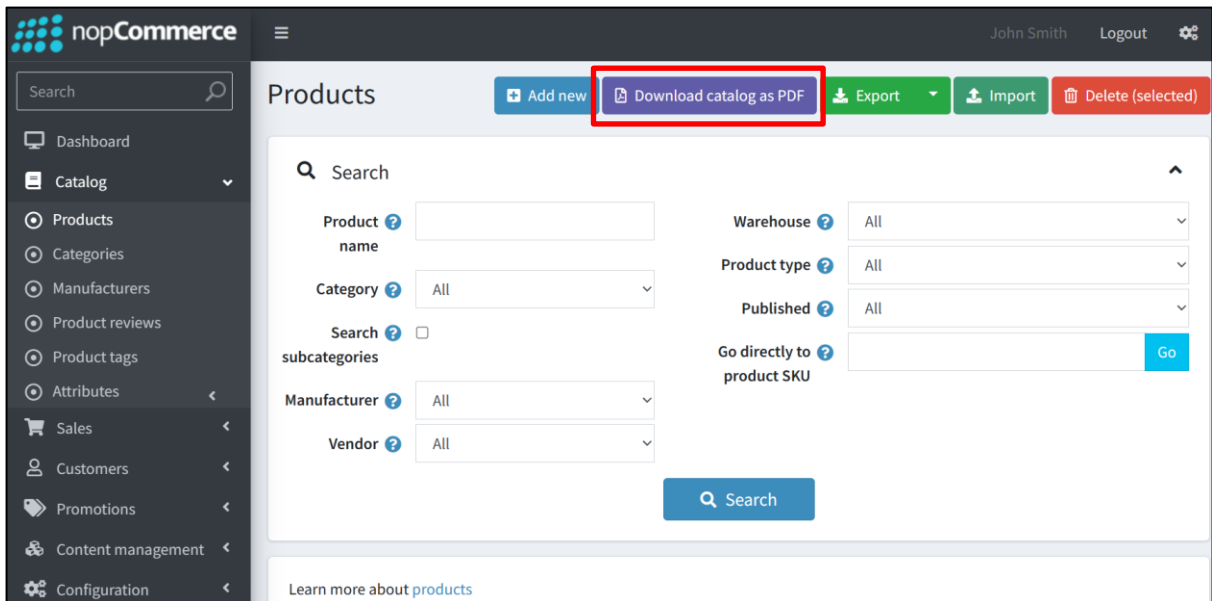 nopCommerce
John Smith
Logout
Search
Products
Add new
Download catalog as PDF
Export
Import
Delete (selected)
Dashboard
Catalog
Products
Categories
Manufacturers
Product reviews
Product tags
Attributes
Sales
Customers
Promotions
Content management
Configuration
Search
Product
name
Category
All
Search
subcategories
Manufacturer
All
Vendor
All
Warehouse
All
Product type
All
Published
All
Go directly to
product SKU
Go
Search
Learn more about products